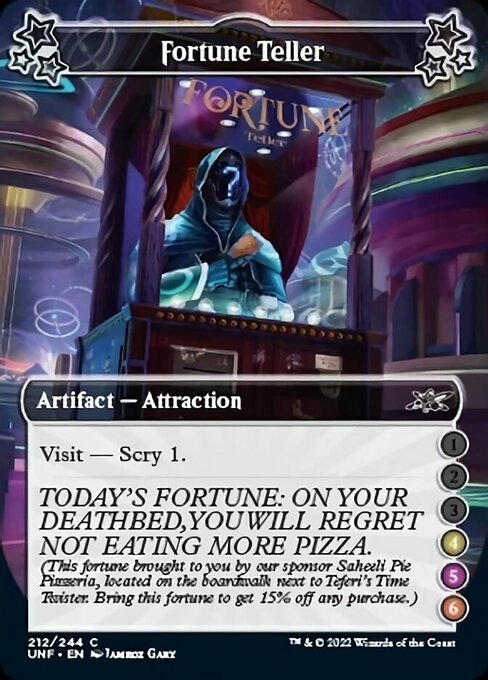 Fortune Teller
FORTUNE
Teller
?
Artifact — Attraction
Visit — Scry 1.
TODAY'S FORTUNE: ON YOUR
DEATHBED,YOU WILL REGRET
NOT EATING MORE PIZZA.
(This fortune brought to you by our sponsor Saheeli Pie
Pizzeria, located on the boardwalk next to Teferi's Time
Twister. Bring this fortune to get 15% off any purchase.)
1
2
3
4
5
6
212/244 C
UNF • EN Jambox Gary
™ & © 2022 Wizards of the Coast